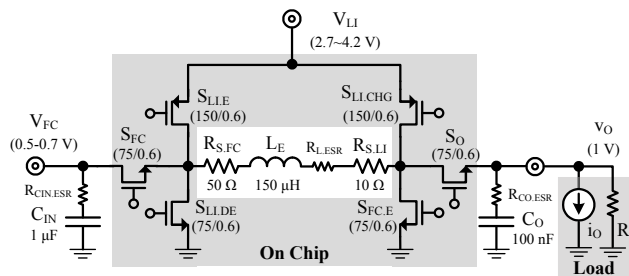 V_LI
(2.7~4.2 V)
S_LI.E
(150/0.6)
S_LI.CHG
(150/0.6)
V_FC
(0.5-0.7 V)
S_FC
(75/0.6)
R_S.FC
50 Ω
L_E
150 μH
R_L.ESR
R_S.LI
10 Ω
S_O
(75/0.6)
v_O
(1 V)
R_CIN.ESR
C_IN
1 μF
S_LI.DE
(75/0.6)
S_FC.E
(75/0.6)
R_CO.ESR
C_O
100 nF
i_O
R
On Chip
Load